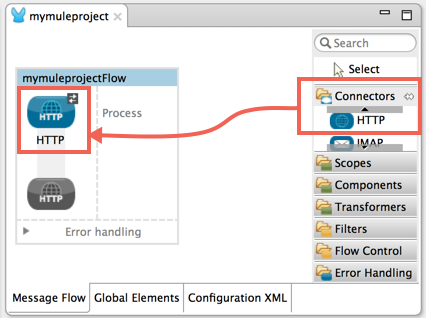 mymuleproject
Search
Select
mymuleprojectFlow
Connectors
HTTP
Process
HTTP
HTTP
IMAP
Scopes
Components
HTTP
Transformers
Filters
Error handling
Flow Control
Error Handling
Message Flow
Global Elements
Configuration XML